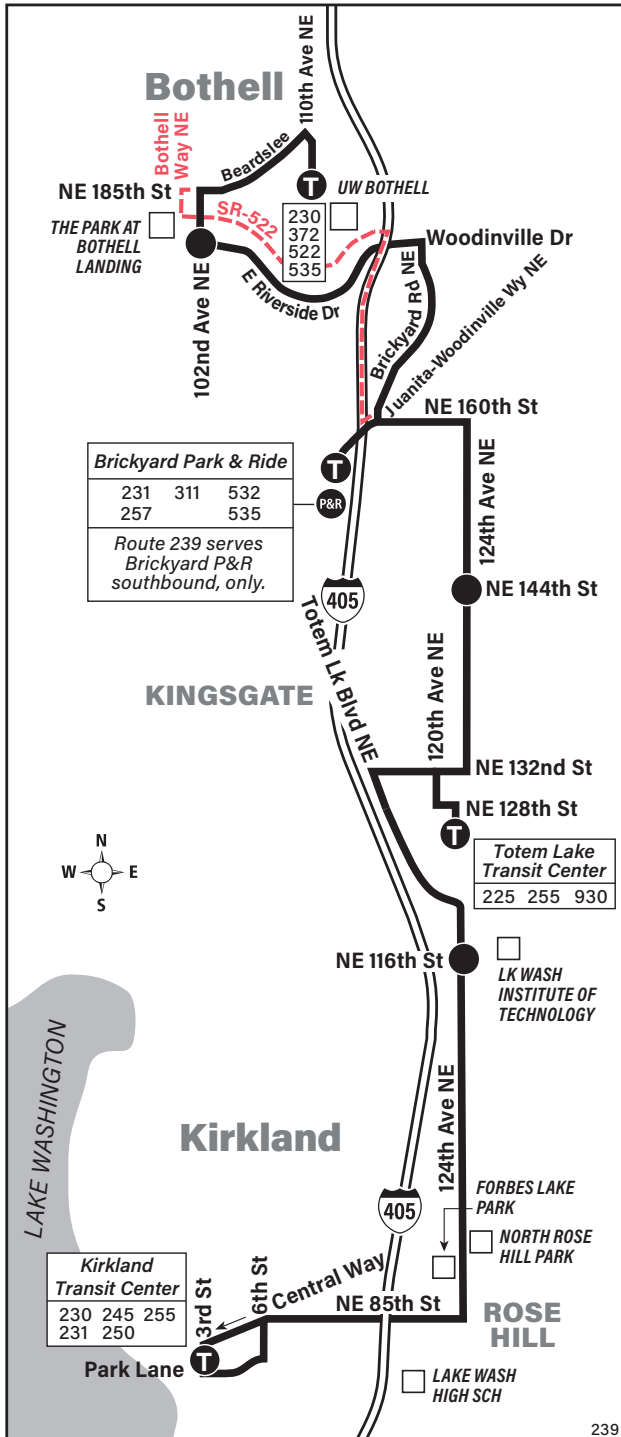 110th Ave NE
Bothell
Bothell
Way NE
Beardslee
NE 185th St
T
UW BOTHELL
SR-522
THE PARK AT
BOTHELL
LANDING
230
372
522
535
Woodinville Dr
E Riverside Dr
102nd Ave NE
Brickyard Rd NE
Juanita-Woodinville Wy NE
NE 160th St
Brickyard Park & Ride
231 311 532
257 535
Route 239 serves
Brickyard P&R
southbound, only.
T
P&R
124th Ave NE
405
NE 144th St
Totem Lk Blvd NE
KINGSGATE
120th Ave NE
NE 132nd St
NE 128th St
T
N
W E
S
Totem Lake
Transit Center
225 255 930
NE 116th St
LK WASH
INSTITUTE OF
TECHNOLOGY
LAKE WASHINGTON
Kirkland
124th Ave NE
405
FORBES LAKE
PARK
NORTH ROSE
HILL PARK
Kirkland
Transit Center
230 245 255
231 250
3rd St
6th St
Central Way
NE 85th St
ROSE
HILL
Park Lane
T
LAKE WASH
HIGH SCH
239